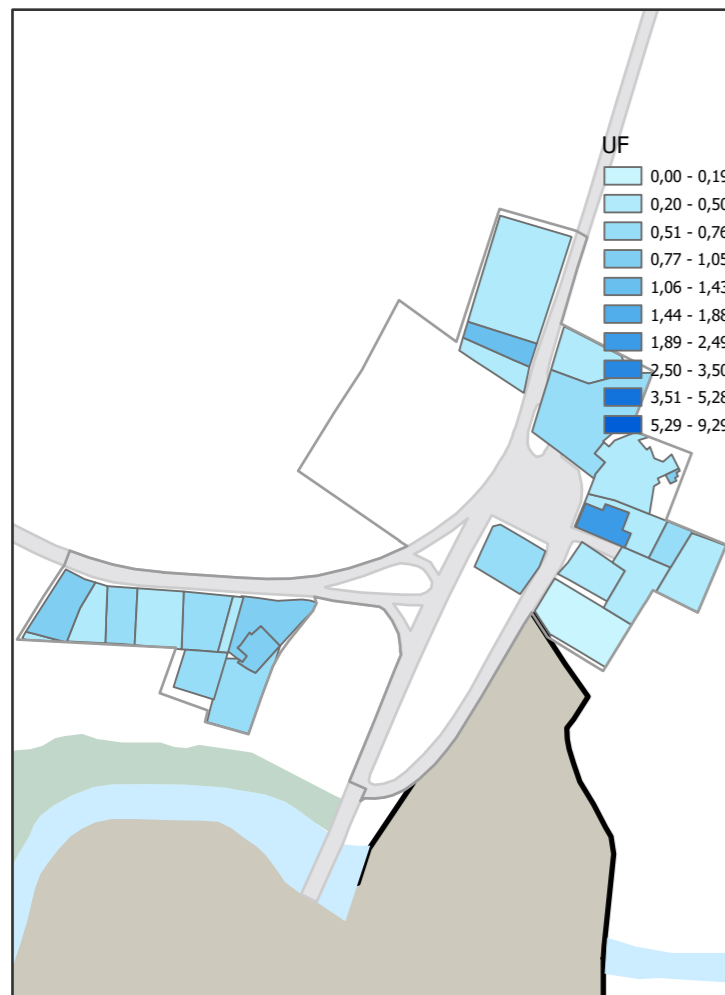 UF
0,00 - 0,19
0,20 - 0,50
0,51 - 0,76
0,77 - 1,05
1,06 - 1,43
1,44 - 1,88
1,89 - 2,49
2,50 - 3,50
3,51 - 5,28
5,29 - 9,29